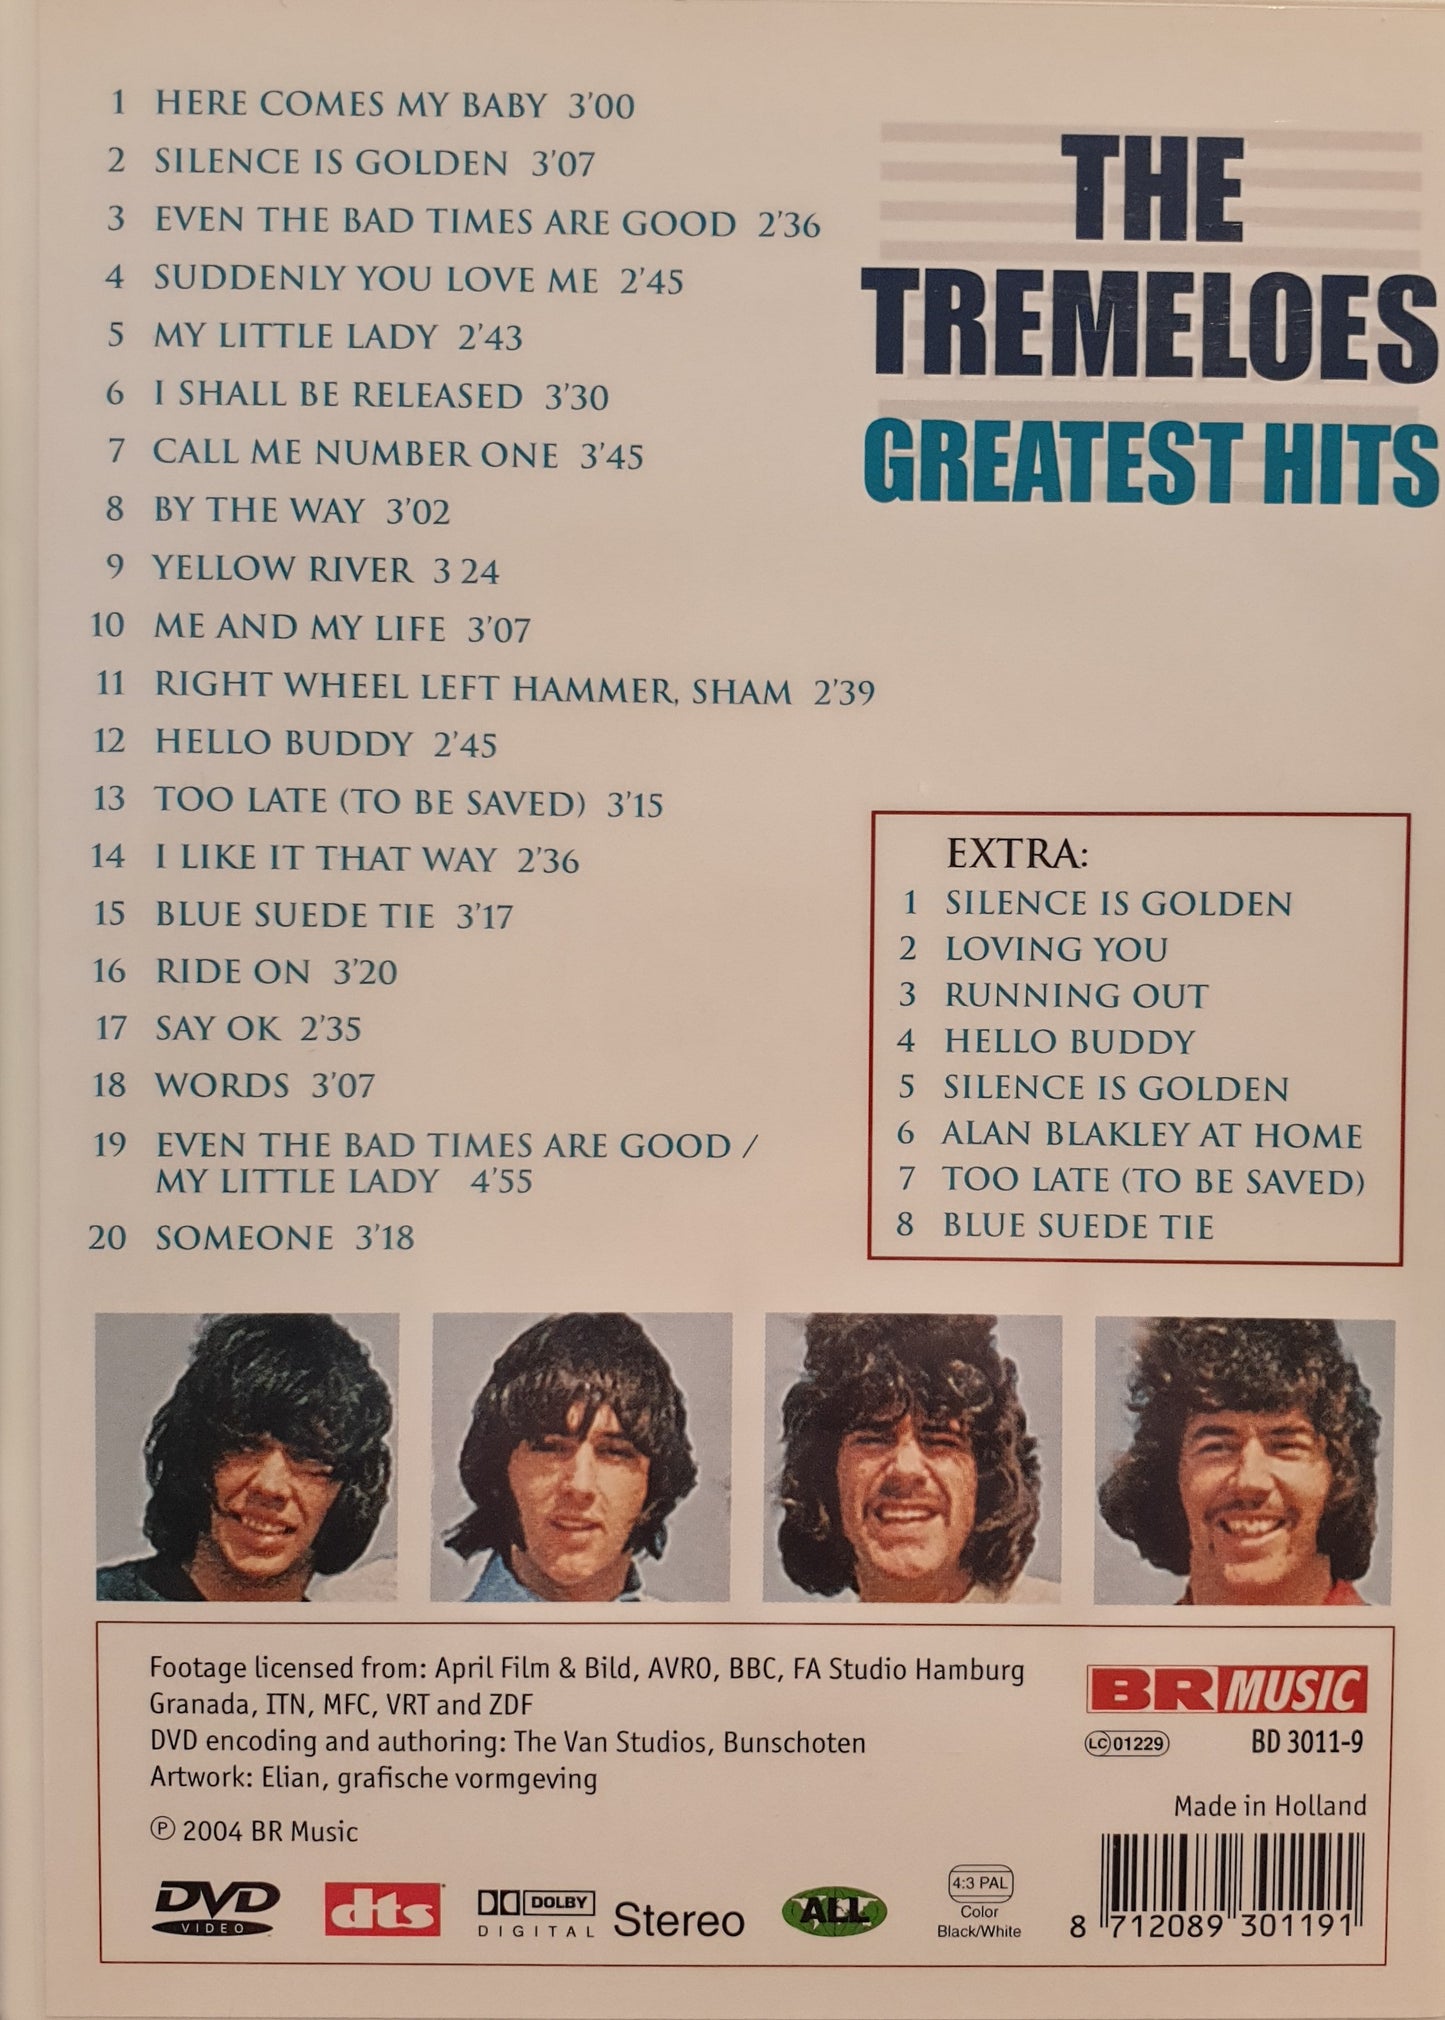 1 HERE COMES MY BABY 3'00
2 SILENCE IS GOLDEN 3'07
3 EVEN THE BAD TIMES ARE GOOD 2'36
4 SUDDENLY YOU LOVE ME 2'45
5 MY LITTLE LADY 2'43
6 I SHALL BE RELEASED 3'30
7 CALL ME NUMBER ONE 3'45
8 BY THE WAY 3'02
9 YELLOW RIVER 3 24
10 ME AND MY LIFE 3'07
11 RIGHT WHEEL LEFT HAMMER, SHAM 2'39
12 HELLO BUDDY 2'45
13 TOO LATE (TO BE SAVED) 3'15
14 I LIKE IT THAT WAY 2'36
15 BLUE SUEDE TIE 3'17
16 RIDE ON 3'20
17 SAY OK 2'35
18 WORDS 3'07
19 EVEN THE BAD TIMES ARE GOOD /
MY LITTLE LADY 4'55
20 SOMEONE 3'18
THE
TREMELOES
GREATEST HITS
EXTRA:
1 SILENCE IS GOLDEN
2 LOVING YOU
3 RUNNING OUT
4 HELLO BUDDY
5 SILENCE IS GOLDEN
6 ALAN BLAKLEY AT HOME
7 TOO LATE (TO BE SAVED)
8 BLUE SUEDE TIE
Footage licensed from: April Film & Bild, AVRO, BBC, FA Studio Hamburg
Granada, ITN, MFC, VRT and ZDF
DVD encoding and authoring: The Van Studios, Bunschoten
Artwork: Elian, grafische vormgeving
℗ 2004 BR Music
BR MUSIC
LC 01229 BD 3011-9
Made in Holland
DVD
VIDEO
dts
DOLBY
DIGITAL
Stereo
ALL
4:3 PAL
Color
Black/White
8 712089 301191